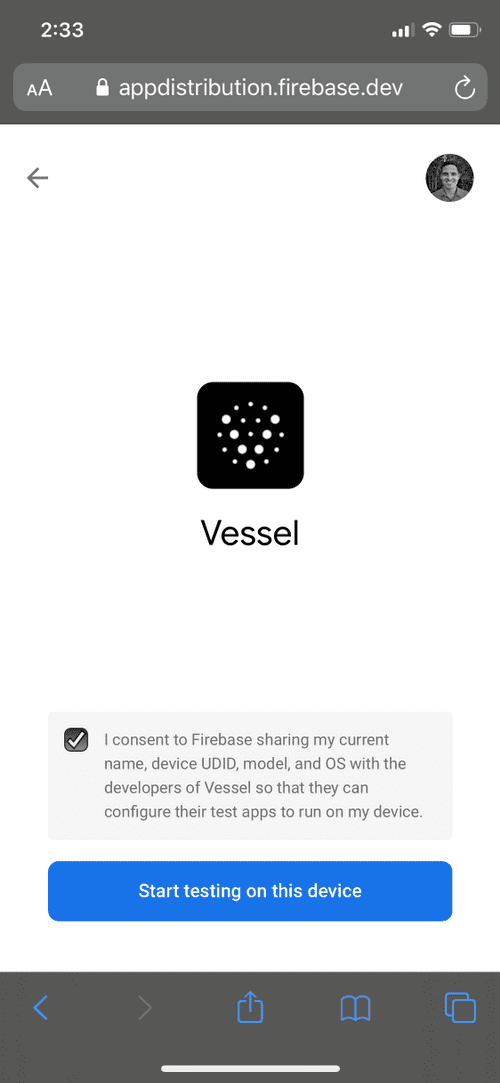 2:33
AA appdistribution.firebase.dev
Vessel
I consent to Firebase sharing my current
name, device UDID, model, and OS with the
developers of Vessel so that they can
configure their test apps to run on my device.
Start testing on this device